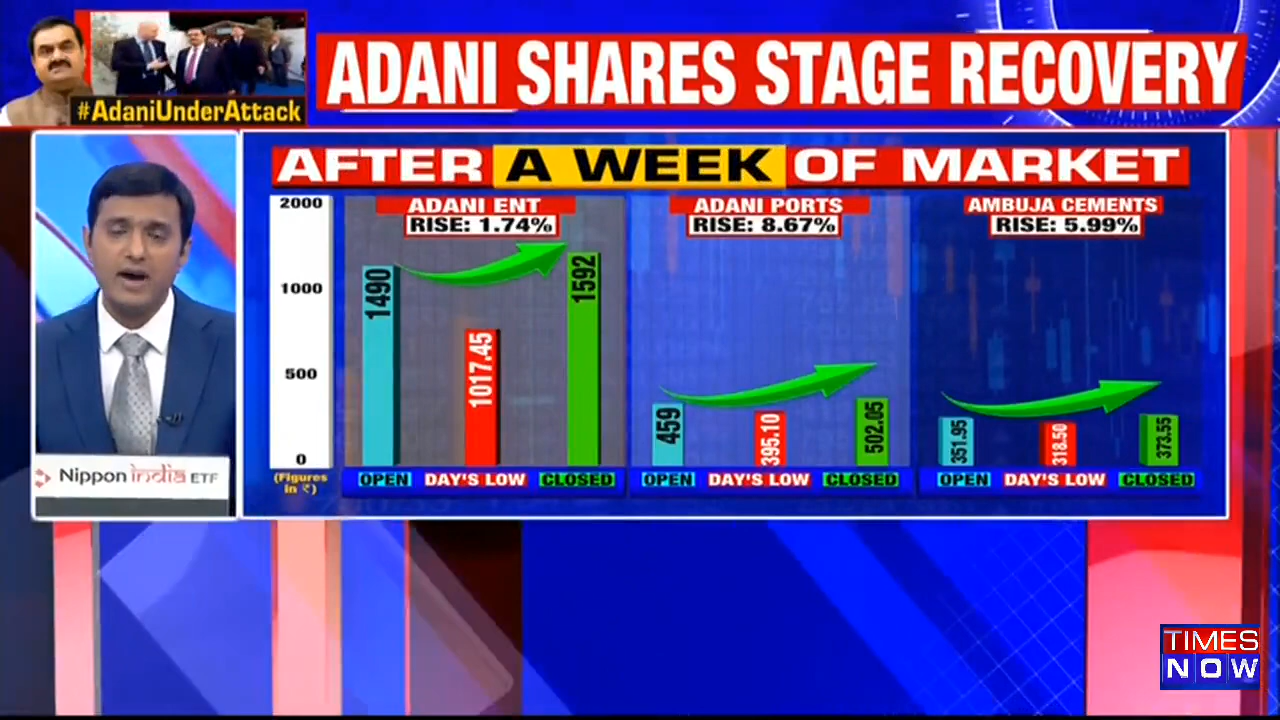 #AdaniUnderAttack
ADANI SHARES STAGE RECOVERY
AFTER A WEEK OF MARKET
2000
1000
500
0
(Figures
in ₹)
ADANI ENT
RISE: 1.74%
1490
1017.45
1592
OPEN DAY'S LOW CLOSED
ADANI PORTS
RISE: 8.67%
459
395.10
502.05
OPEN DAY'S LOW CLOSED
AMBUJA CEMENTS
RISE: 5.99%
351.95
318.50
373.55
OPEN DAY'S LOW CLOSED
Nippon india ETF
TIMES
NOW